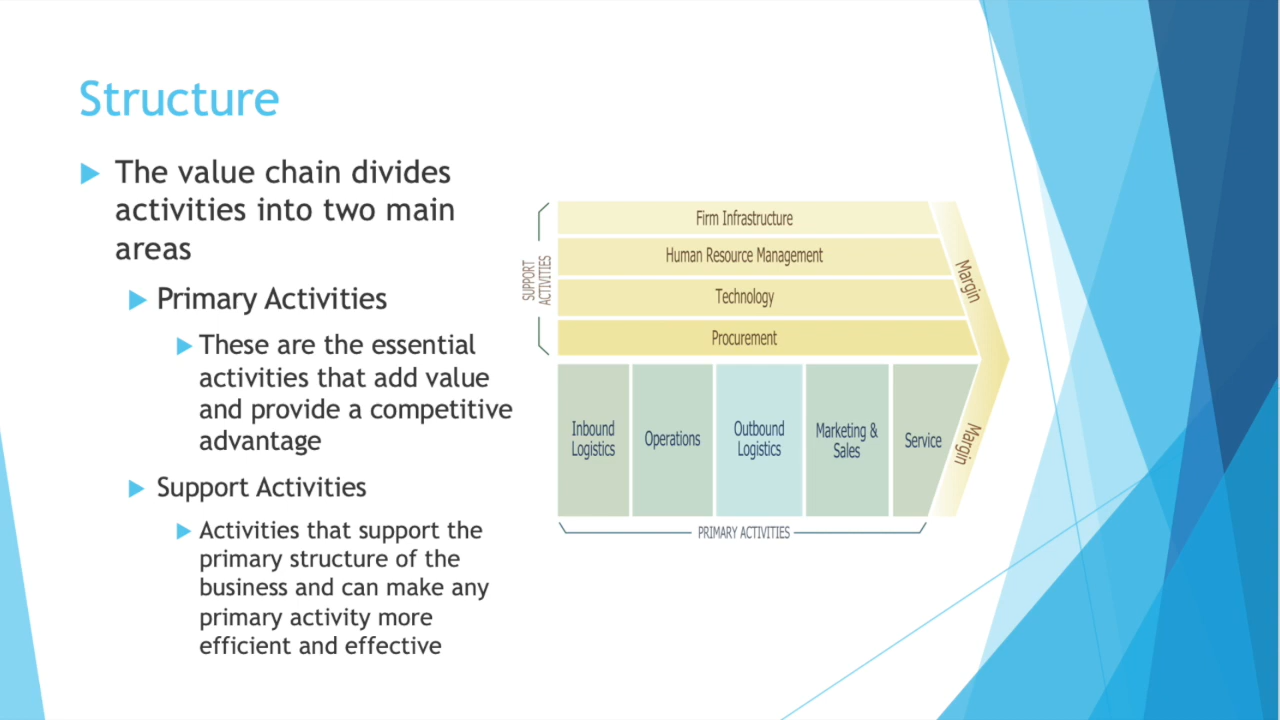 Structure
The value chain divides
activities into two main
areas
Primary Activities
These are the essential
activities that add value
and provide a competitive
advantage
Support Activities
Activities that support the
primary structure of the
business and can make any
primary activity more
efficient and effective
SUPPORT
ACTIVITIES
Firm Infrastructure
Human Resource Management
Technology
Procurement
Margin
Inbound
Logistics
Operations
Outbound
Logistics
Marketing &
Sales
Service
Margin
PRIMARY ACTIVITIES